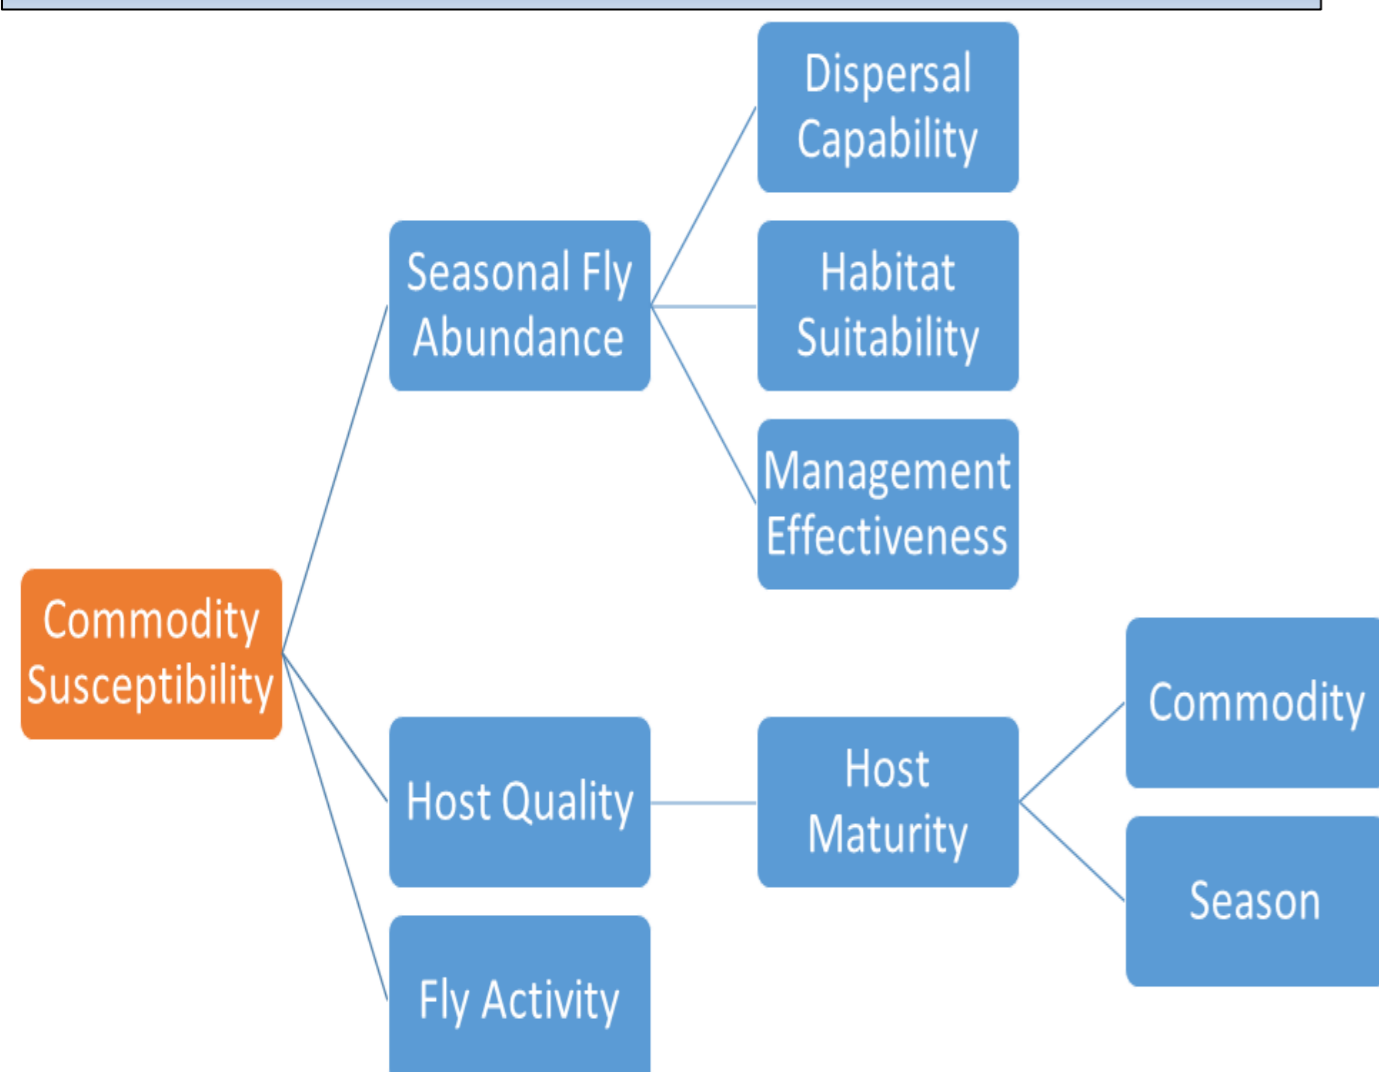 Dispersal
Capability
Seasonal Fly
Abundance
Habitat
Suitability
Management
Effectiveness
Commodity
Susceptibility
Host Quality
Host
Maturity
Commodity
Season
Fly Activity